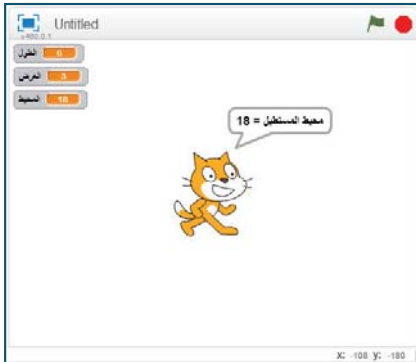 Untitled
v460.0.1
الطول 6
العرض 3
المحيط 18
محيط المستطيل = 18
x: -108 y: -180